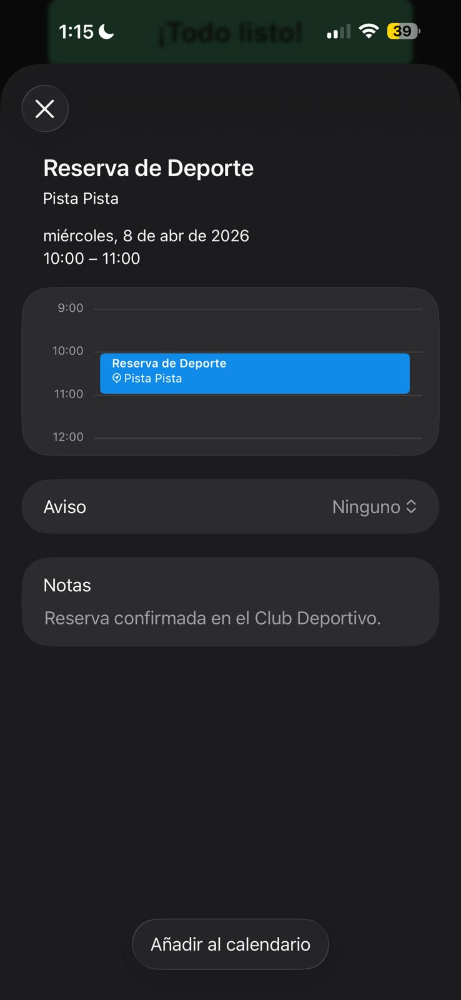 1:15
39
¡Todo listo!
Reserva de Deporte
Pista Pista
miércoles, 8 de abr de 2026
10:00 – 11:00
9:00
10:00
Reserva de Deporte
Pista Pista
11:00
12:00
Aviso
Ninguno
Notas
Reserva confirmada en el Club Deportivo.
Añadir al calendario